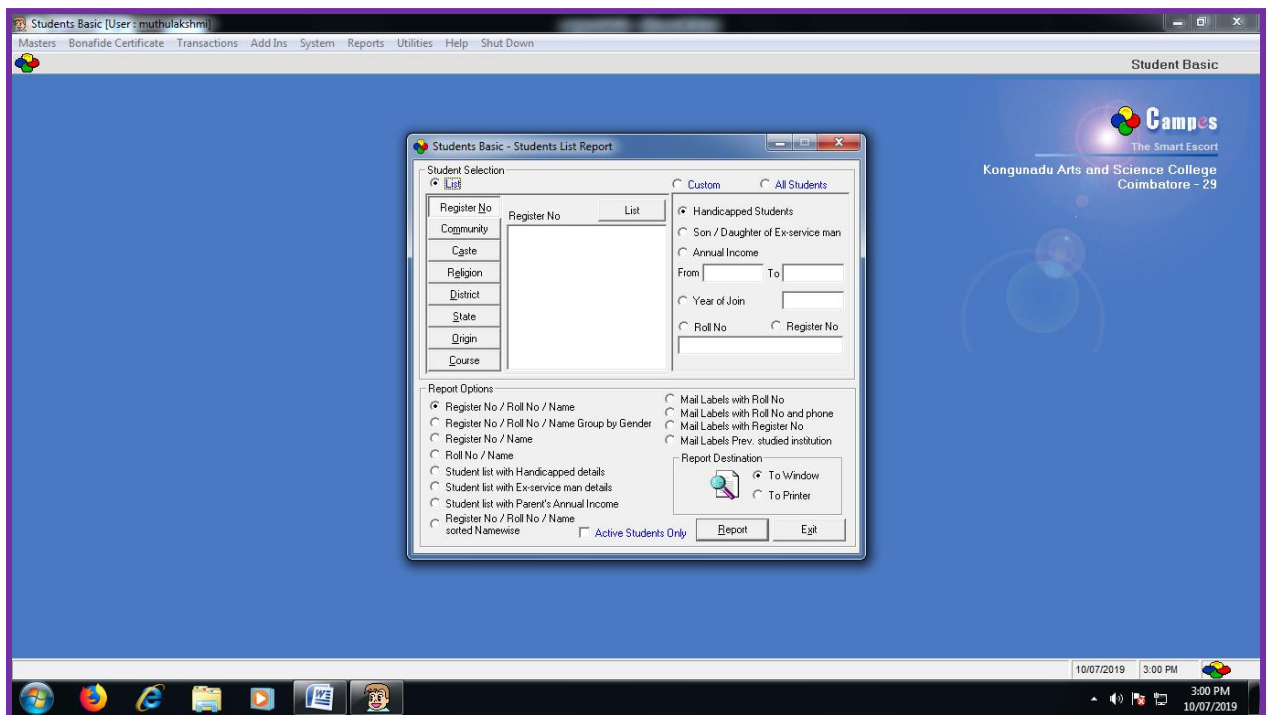 Students Basic [User : muthulakshmi]
Masters Bonafide Certificate Transactions Add Ins System Reports Utilities Help Shut Down
Student Basic
Campes
The Smart Escort
Kongunadu Arts and Science College
Coimbatore - 29
Students Basic - Students List Report
Student Selection
List
Custom All Students
Register No
Community
Caste
Religion
District
State
Origin
Course
Register No List
Handicapped Students
Son / Daughter of Ex-service man
Annual Income
From To
Year of Join
Roll No Register No
Report Options
Register No / Roll No / Name
Register No / Roll No / Name Group by Gender
Register No / Name
Roll No / Name
Student list with Handicapped details
Student list with Ex-service man details
Student list with Parent's Annual Income
Register No / Roll No / Name
sorted Namewise
Mail Labels with Roll No
Mail Labels with Roll No and phone
Mail Labels with Register No
Mail Labels Prev. studied institution
Report Destination
To Window
To Printer
Active Students Only Report Exit
10/07/2019 3:00 PM
3:00 PM
10/07/2019